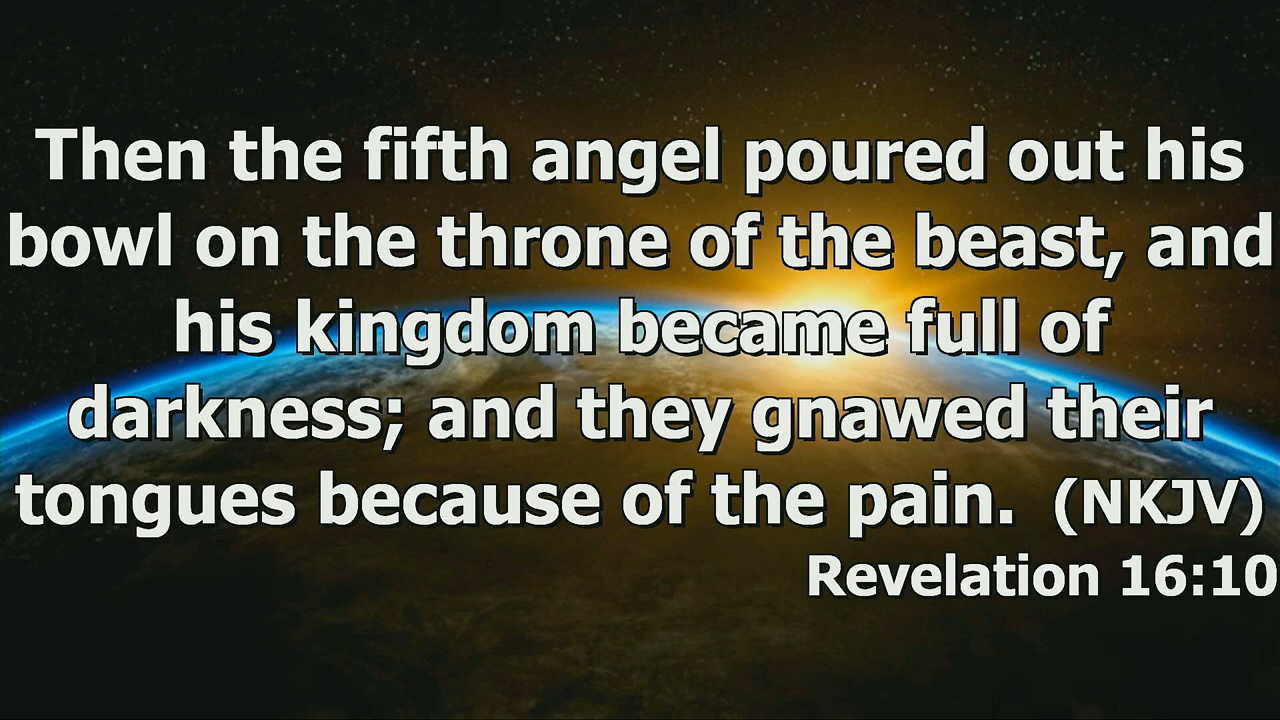 Then the fifth angel poured out his
bowl on the throne of the beast, and
his kingdom became full of
darkness; and they gnawed their
tongues because of the pain. (NKJV)
Revelation 16:10